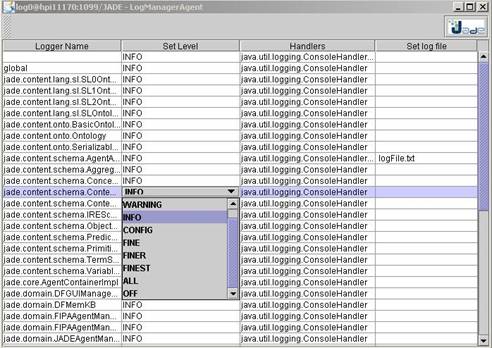 log0@hpi11170:1099/JADE - LogManagerAgent
Jade
Logger Name Set Level Handlers Set log file
INFO java.util.logging.ConsoleHandler...
global INFO java.util.logging.ConsoleHandler
jade.content.lang.sl.SL0Ont... INFO java.util.logging.ConsoleHandler
jade.content.lang.sl.SL1Ont... INFO java.util.logging.ConsoleHandler
jade.content.lang.sl.SL2Ont... INFO java.util.logging.ConsoleHandler
jade.content.lang.sl.SLOntol... INFO java.util.logging.ConsoleHandler
jade.content.onto.BasicOntol... INFO java.util.logging.ConsoleHandler
jade.content.onto.Ontology INFO java.util.logging.ConsoleHandler
jade.content.onto.Serializabl... INFO java.util.logging.ConsoleHandler
jade.content.schema.AgentA... INFO java.util.logging.ConsoleHandler... logFile.txt
jade.content.schema.Aggreg... INFO java.util.logging.ConsoleHandler
jade.content.schema.Conce... INFO java.util.logging.ConsoleHandler
jade.content.schema.Conte... INFO java.util.logging.ConsoleHandler
jade.content.schema.Conte... WARNING java.util.logging.ConsoleHandler
jade.content.schema.IRESc... INFO java.util.logging.ConsoleHandler
jade.content.schema.Object... CONFIG java.util.logging.ConsoleHandler
jade.content.schema.Predic... FINE java.util.logging.ConsoleHandler
jade.content.schema.Primiti... FINER java.util.logging.ConsoleHandler
jade.content.schema.TermS... FINEST java.util.logging.ConsoleHandler
jade.content.schema.Variabl... ALL java.util.logging.ConsoleHandler
jade.core.AgentContainerImpl OFF java.util.logging.ConsoleHandler
jade.domain.DFGUIManage... java.util.logging.ConsoleHandler
jade.domain.DFMemKB INFO java.util.logging.ConsoleHandler
jade.domain.FIPAAgentMan... INFO java.util.logging.ConsoleHandler
jade.domain.FIPAAgentMan... INFO java.util.logging.ConsoleHandler
jade.domain.JADEAgentMan... INFO java.util.logging.ConsoleHandler